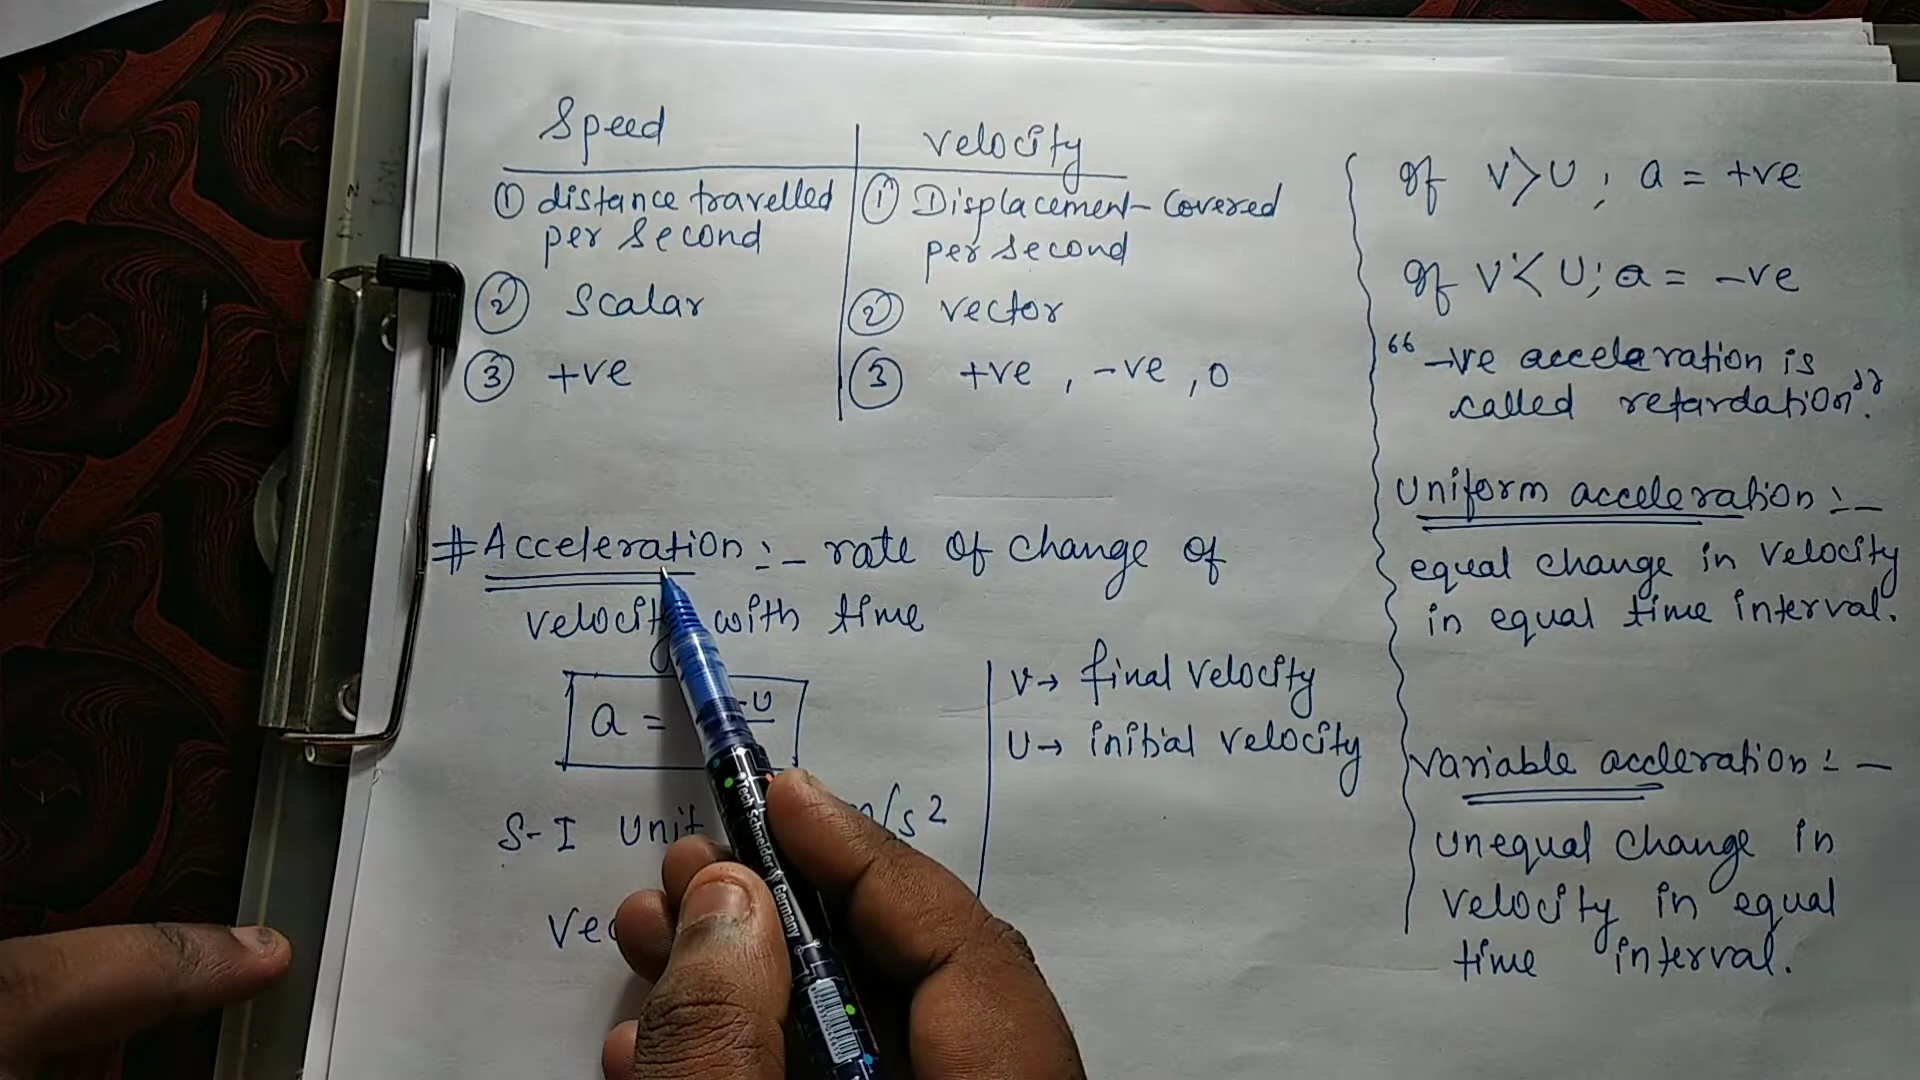 Speed
velocity
① distance travelled
per second
② Scalar
③ +ve
① Displacement Covered
per second
② vector
③ +ve , -ve , 0
# Acceleration :- rate of change of
velocity with time
a = -U
S-I Unit m/s²
V → final velocity
U → initial velocity
If V>U ; a = +ve
If V<U ; a = -ve
"-ve acceleration is
called retardation."
Uniform acceleration :-
equal change in velocity
in equal time interval.
Variable accleration :-
unequal change in
velocity in equal
time interval.
Tech Schneider Germany